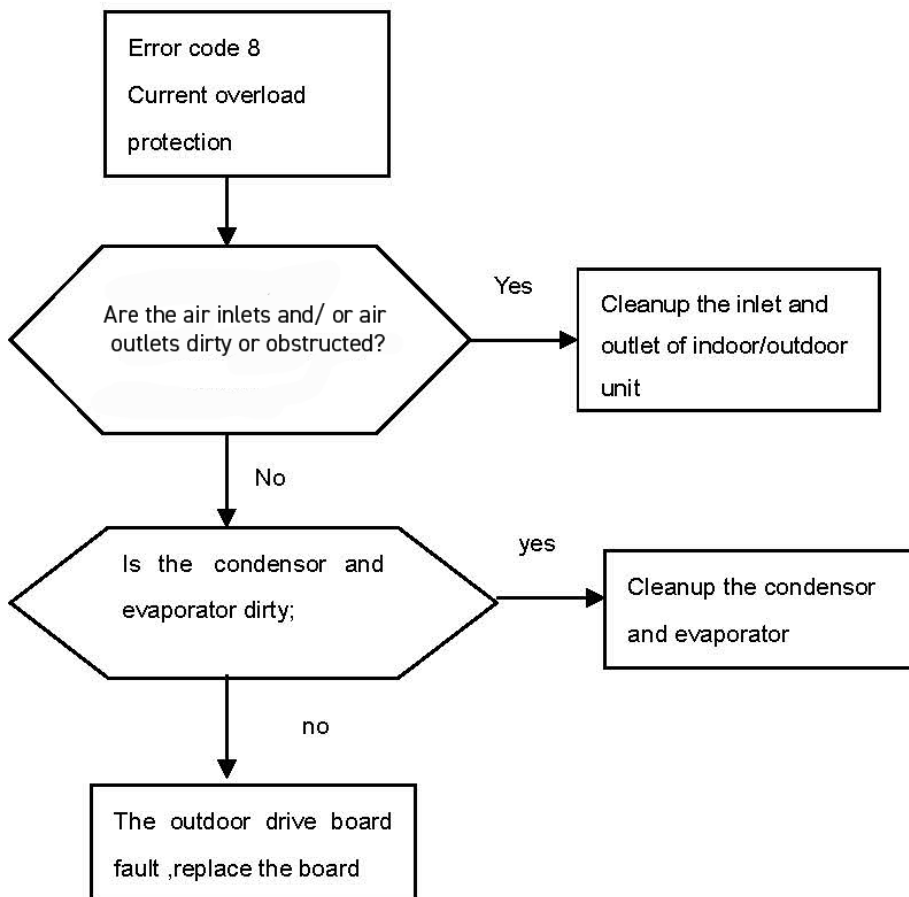 Error code 8
Current overload
protection
Are the air inlets and/ or air
outlets dirty or obstructed?
Yes
Cleanup the inlet and
outlet of indoor/outdoor
unit
No
Is the condensor and
evaporator dirty;
yes
Cleanup the condensor
and evaporator
no
The outdoor drive board
fault ,replace the board